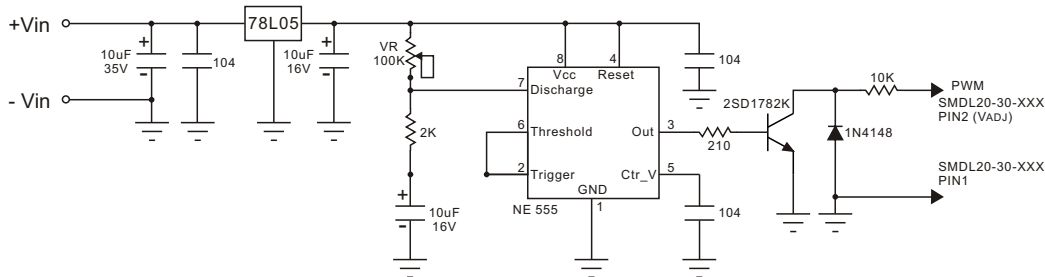 +Vin
- Vin
+
10uF
35V
-
104
78L05
+
10uF
16V
-
VR
100K
2K
+
10uF
16V
-
8
Vcc
4
Reset
7
Discharge
6
Threshold
2
Trigger
Out
3
Ctr_V
5
GND
1
NE 555
104
104
210
2SD1782K
1N4148
10K
PWM
SMDL20-30-XXX
PIN2 (VADJ)
SMDL20-30-XXX
PIN1